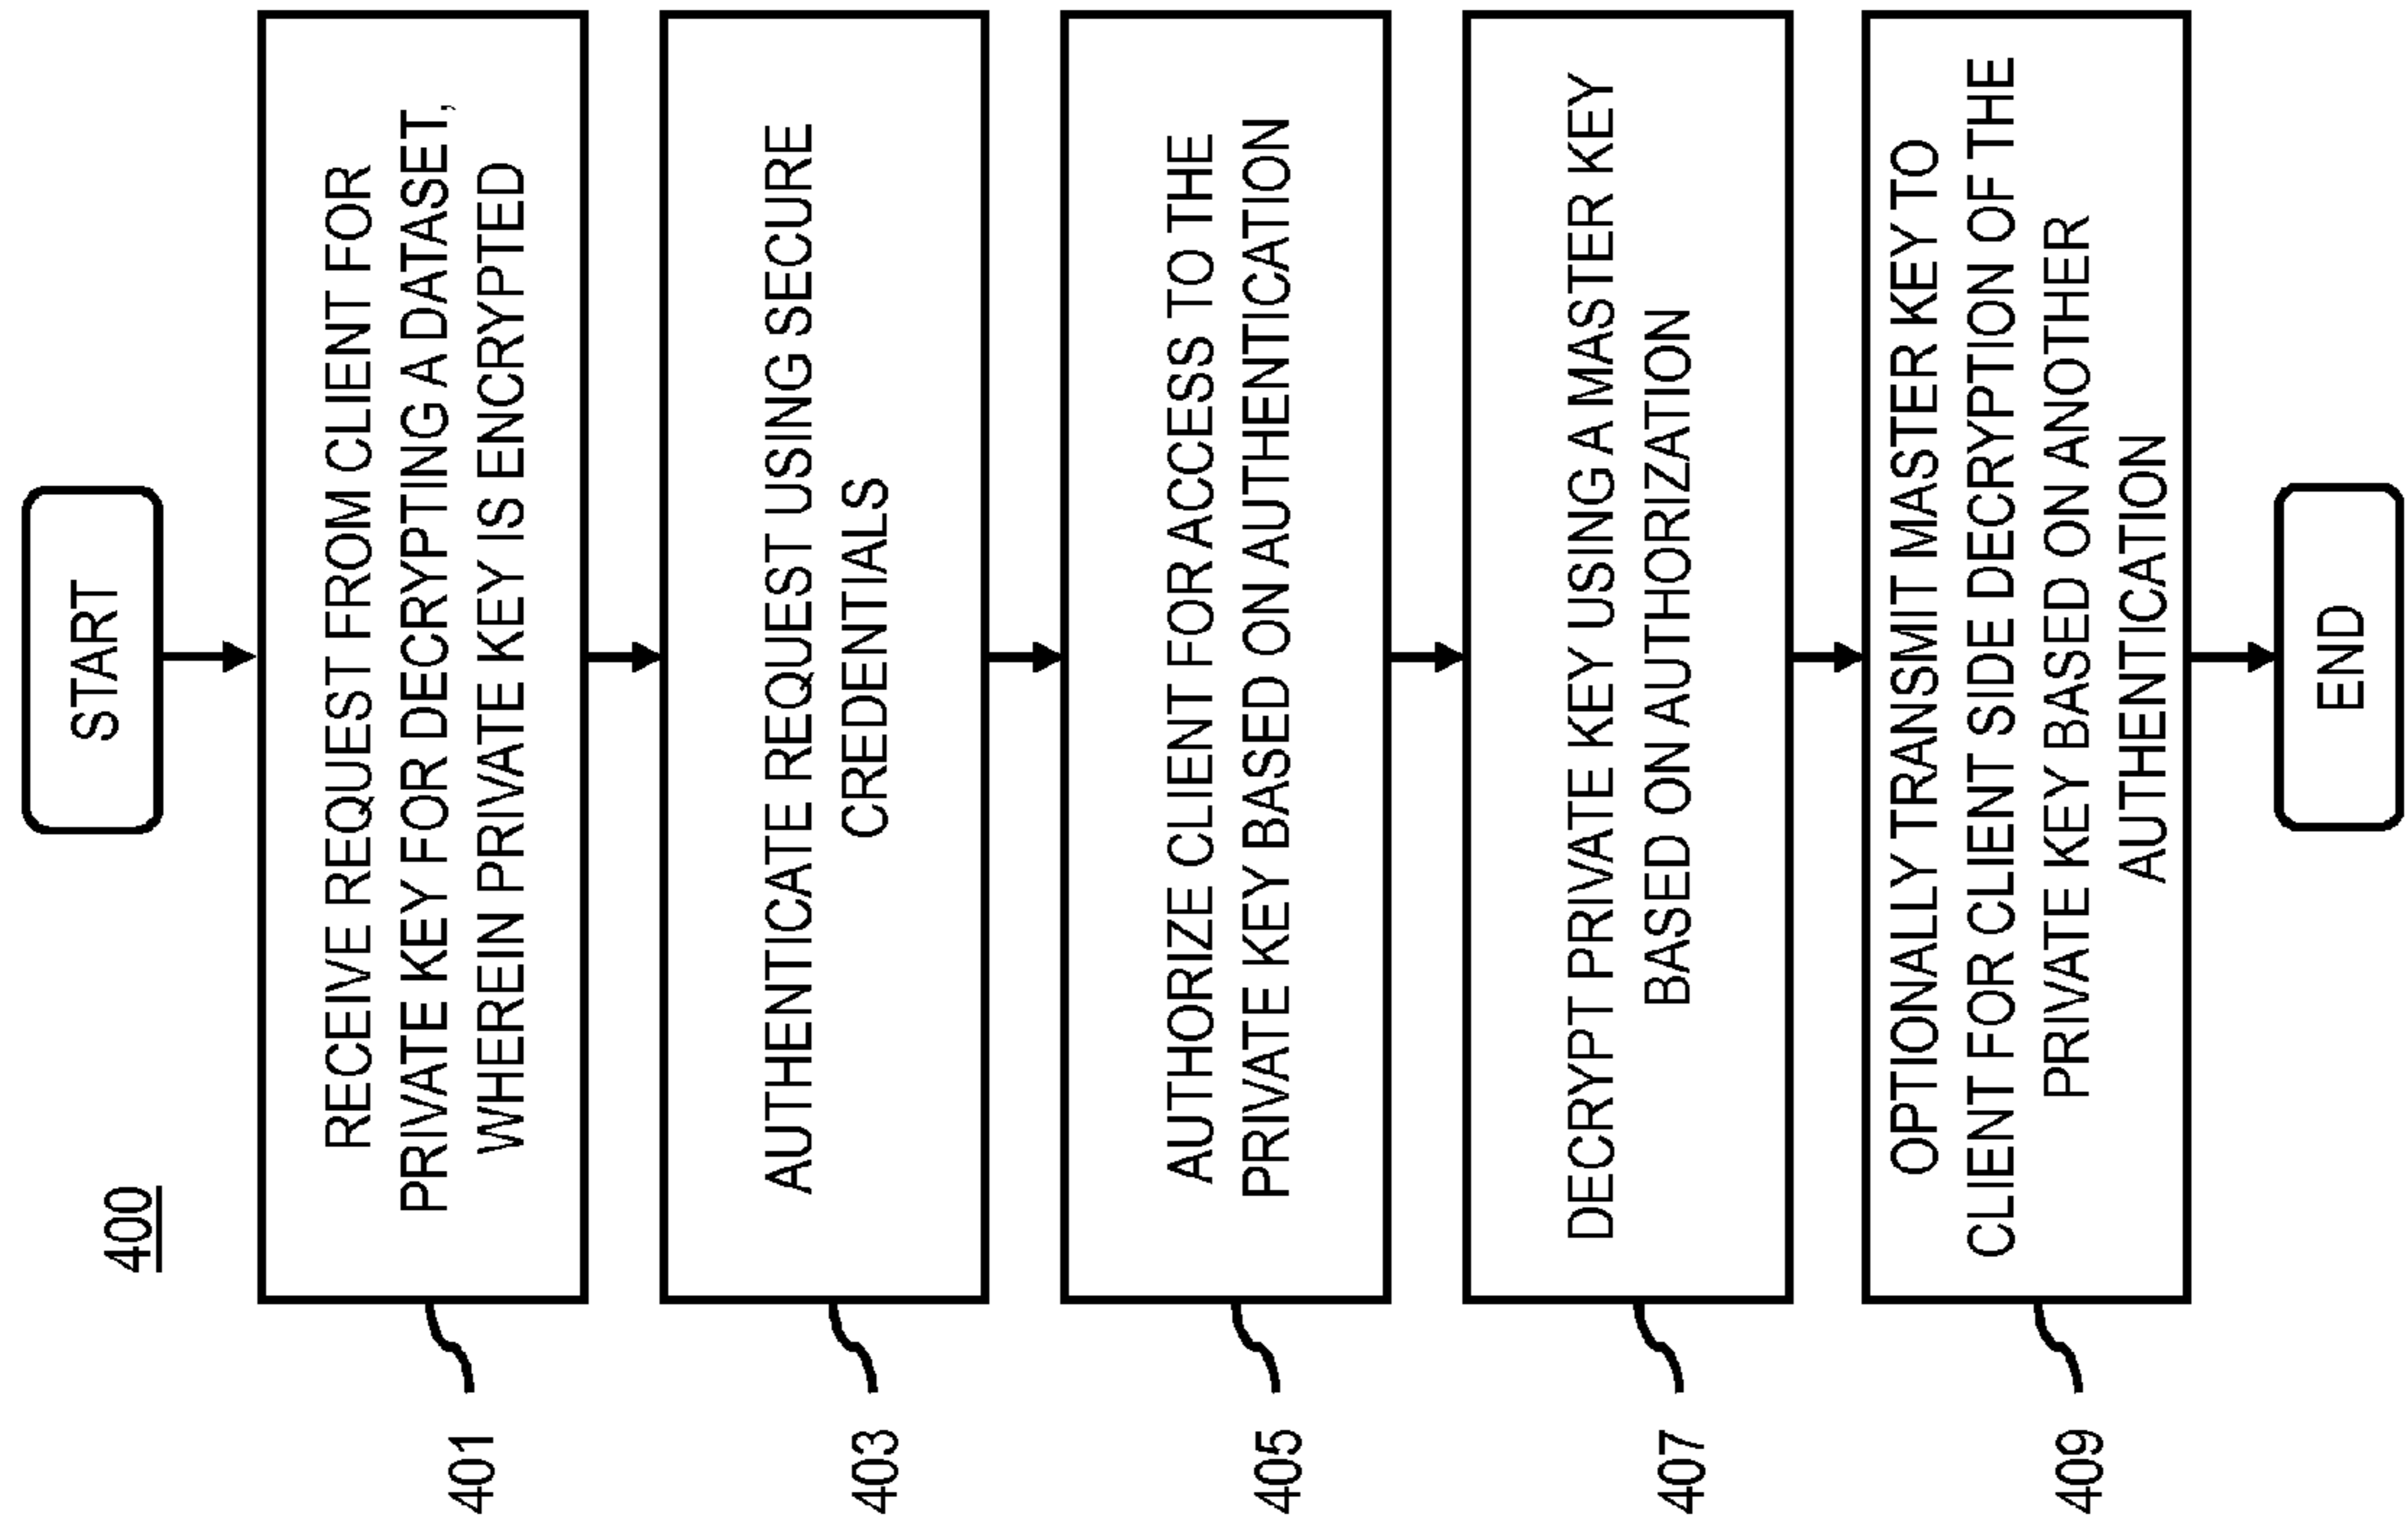 400
START
401
RECEIVE REQUEST FROM CLIENT FOR
PRIVATE KEY FOR DECRYPTING A DATASET,
WHEREIN PRIVATE KEY IS ENCRYPTED
403
AUTHENTICATE REQUEST USING SECURE
CREDENTIALS
405
AUTHORIZE CLIENT FOR ACCESS TO THE
PRIVATE KEY BASED ON AUTHENTICATION
407
DECRYPT PRIVATE KEY USING A MASTER KEY
BASED ON AUTHORIZATION
409
OPTIONALLY TRANSMIT MASTER KEY TO
CLIENT FOR CLIENT SIDE DECRYPTION OF THE
PRIVATE KEY BASED ON ANOTHER
AUTHENTICATION
END